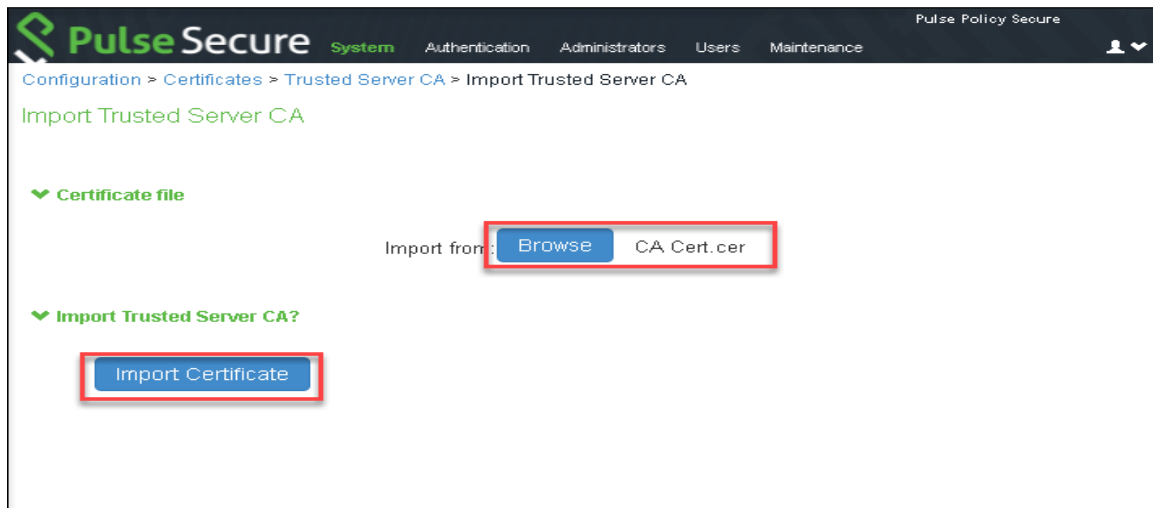 Pulse Policy Secure
Pulse Secure System Authentication Administrators Users Maintenance
Configuration > Certificates > Trusted Server CA > Import Trusted Server CA
Import Trusted Server CA
Certificate file
Import from: Browse CA Cert.cer
Import Trusted Server CA?
Import Certificate